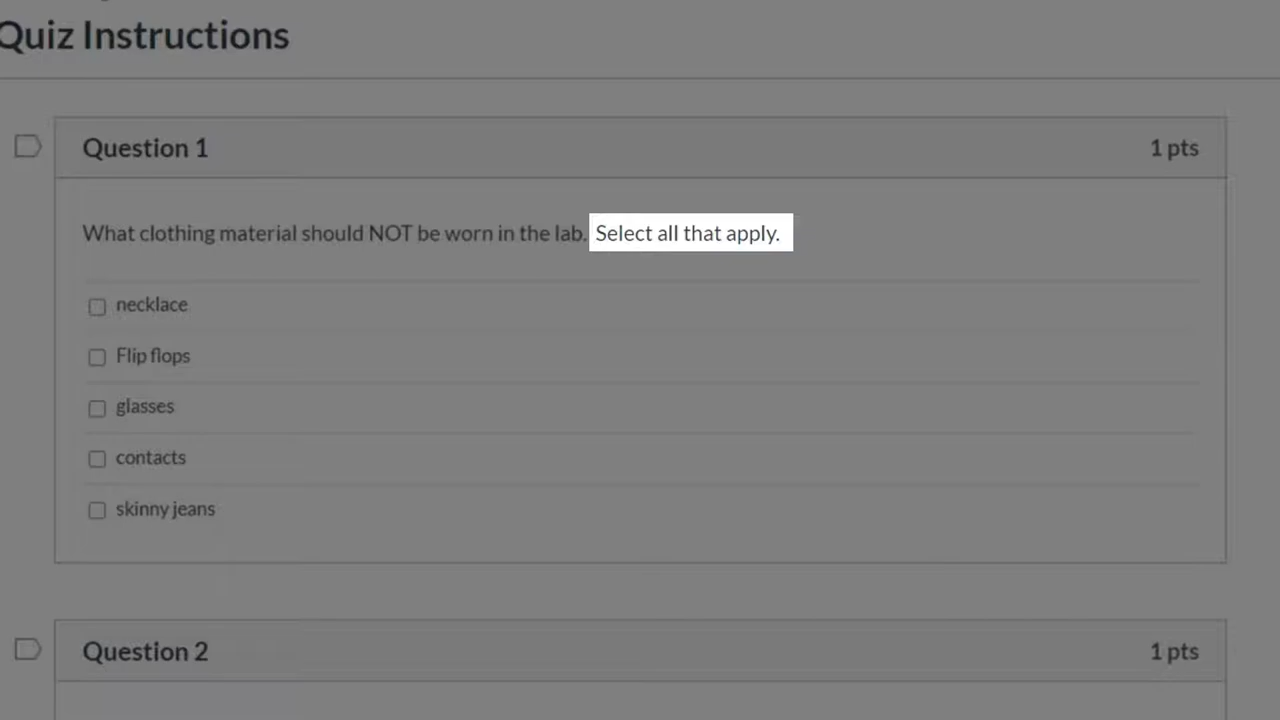 Quiz Instructions
Question 1
1 pts
What clothing material should NOT be worn in the lab. Select all that apply.
necklace
Flip flops
glasses
contacts
skinny jeans
Question 2
1 pts